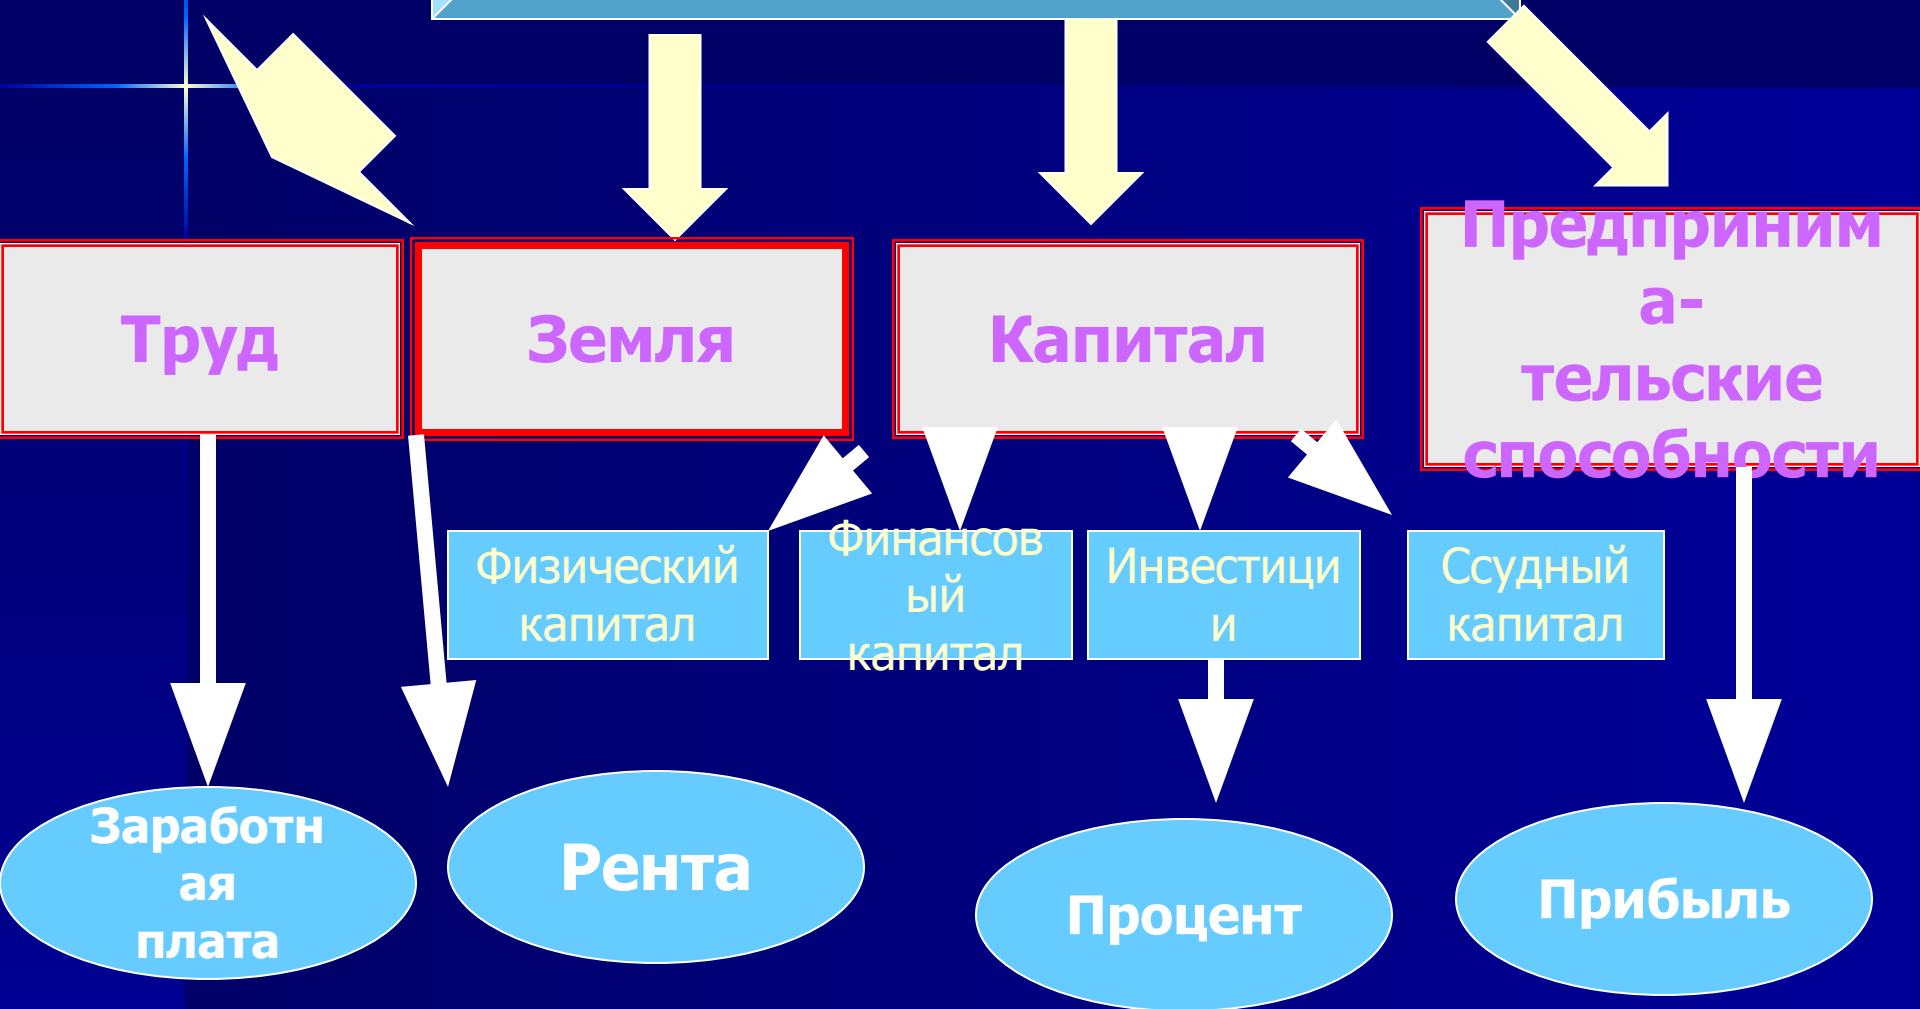 Труд
Земля
Капитал
Предприним
а-
тельские
способности
Физический
капитал
Финансов
ый
капитал
Инвестици
и
Ссудный
капитал
Заработн
ая
плата
Рента
Процент
Прибыль